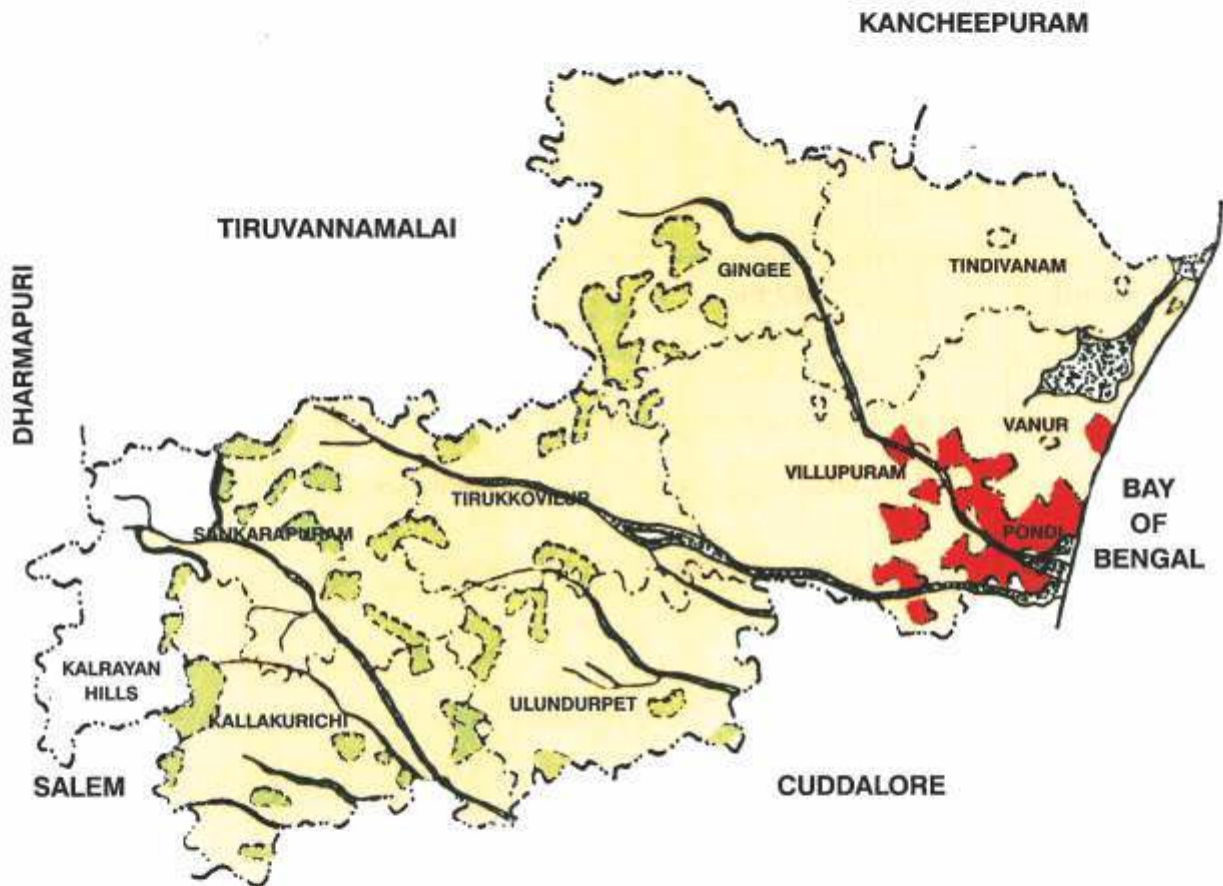 KANCHEEPURAM
TIRUVANNAMALAI
DHARMAPURI
GINGEE
TINDIVANAM
VANUR
VILLUPURAM
TIRUKKOVILUR
SANKARAPURAM
PONDI
BAY
OF
BENGAL
KALRAYAN
HILLS
ULUNDURPET
KALLAKURICHI
SALEM
CUDDALORE